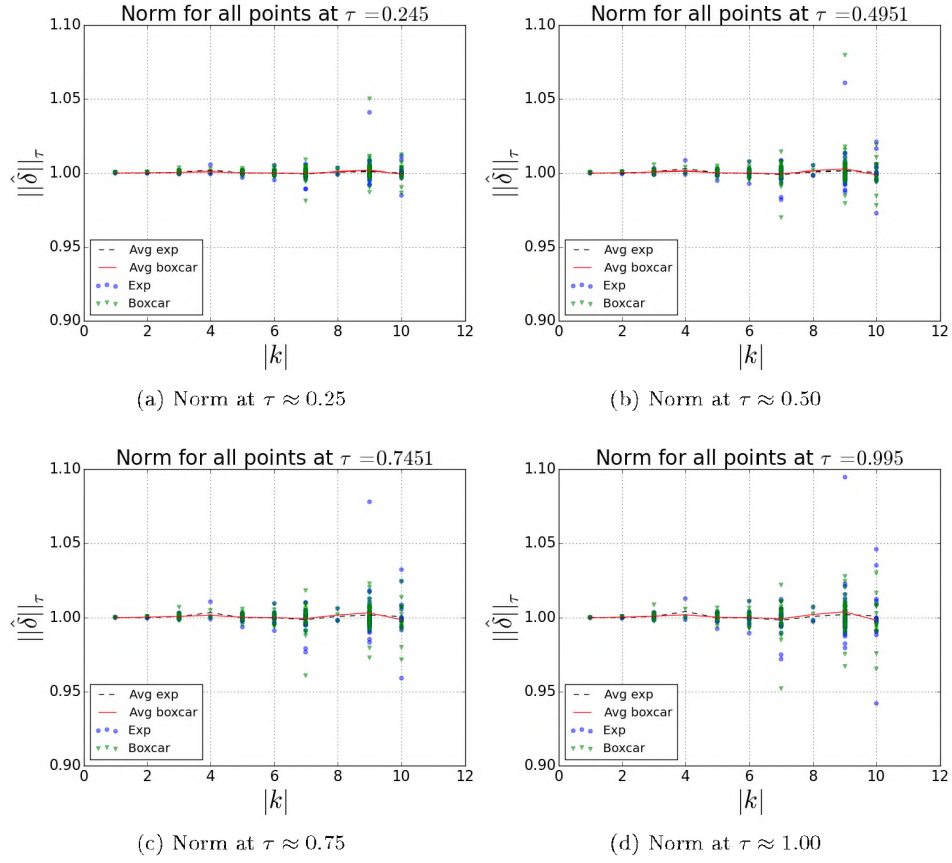 Norm for all points at τ =0.245
1.10
1.05
1.00
0.95
0.90
||δ̂||_τ
Avg exp
Avg boxcar
Exp
Boxcar
0 2 4 6 8 10 12
|k|
(a) Norm at τ ≈ 0.25
Norm for all points at τ =0.4951
1.10
1.05
1.00
0.95
0.90
||δ̂||_τ
Avg exp
Avg boxcar
Exp
Boxcar
0 2 4 6 8 10 12
|k|
(b) Norm at τ ≈ 0.50
Norm for all points at τ =0.7451
1.10
1.05
1.00
0.95
0.90
||δ̂||_τ
Avg exp
Avg boxcar
Exp
Boxcar
0 2 4 6 8 10 12
|k|
(c) Norm at τ ≈ 0.75
Norm for all points at τ =0.995
1.10
1.05
1.00
0.95
0.90
||δ̂||_τ
Avg exp
Avg boxcar
Exp
Boxcar
0 2 4 6 8 10 12
|k|
(d) Norm at τ ≈ 1.00